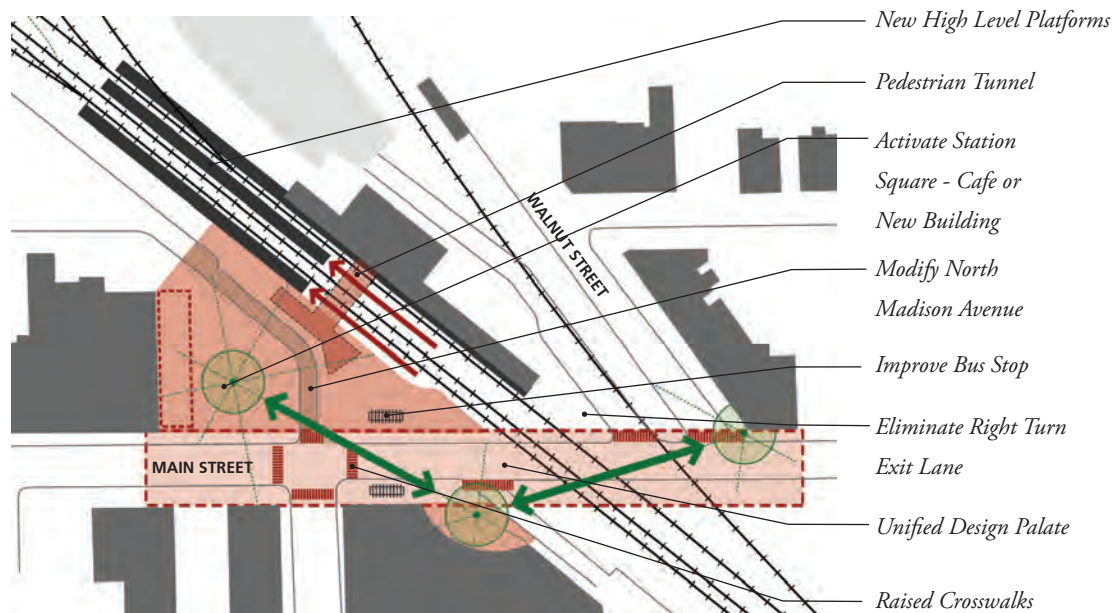 New High Level Platforms
Pedestrian Tunnel
Activate Station
Square - Cafe or
New Building
Modify North
Madison Avenue
Improve Bus Stop
Eliminate Right Turn
Exit Lane
Unified Design Palate
Raised Crosswalks
WALNUT STREET
MAIN STREET